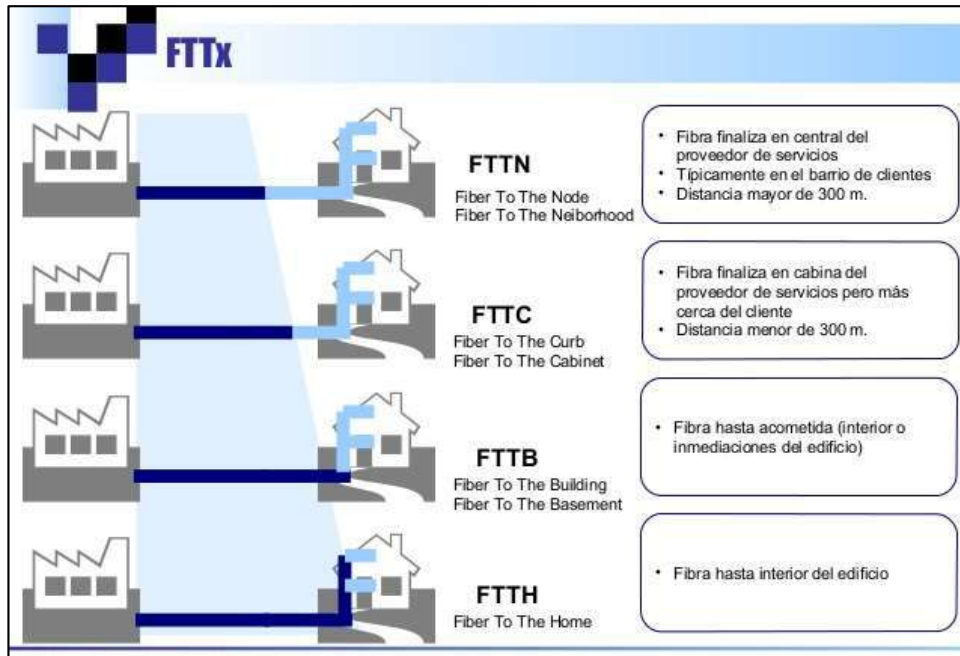 FTTx
FTTN
Fiber To The Node
Fiber To The Neiborhood
• Fibra finaliza en central del
proveedor de servicios
• Típicamente en el barrio de clientes
• Distancia mayor de 300 m.
FTTC
Fiber To The Curb
Fiber To The Cabinet
• Fibra finaliza en cabina del
proveedor de servicios pero más
cerca del cliente
• Distancia menor de 300 m.
FTTB
Fiber To The Building
Fiber To The Basement
• Fibra hasta acometida (interior o
inmediaciones del edificio)
FTTH
Fiber To The Home
• Fibra hasta interior del edificio